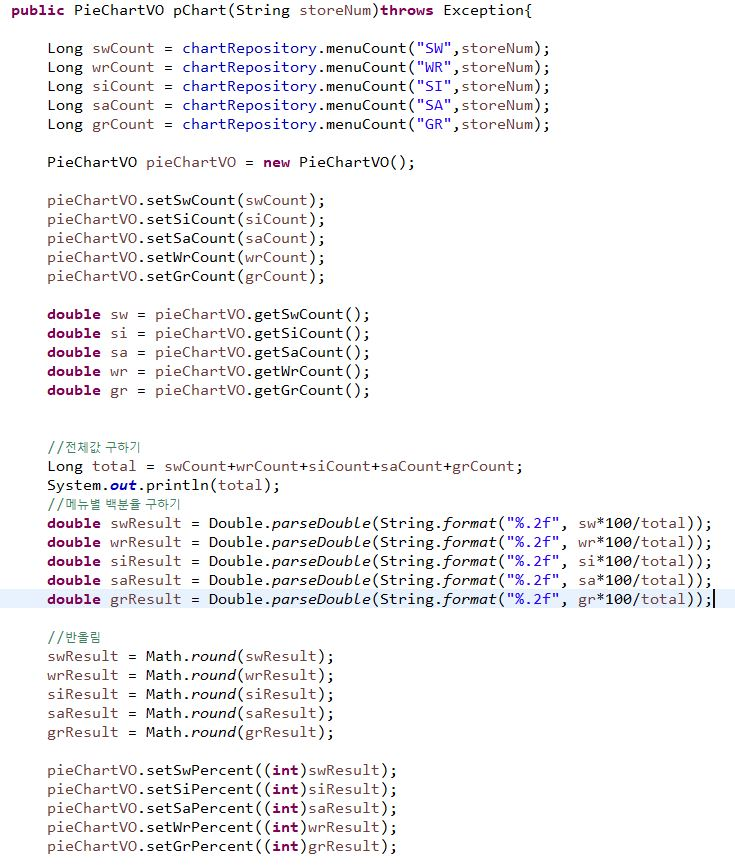 public PieChartVO pChart(String storeNum)throws Exception{
Long swCount = chartRepository.menuCount("SW",storeNum);
Long wrCount = chartRepository.menuCount("WR",storeNum);
Long siCount = chartRepository.menuCount("SI",storeNum);
Long saCount = chartRepository.menuCount("SA",storeNum);
Long grCount = chartRepository.menuCount("GR",storeNum);
PieChartVO pieChartVO = new PieChartVO();
pieChartVO.setSwCount(swCount);
pieChartVO.setSiCount(siCount);
pieChartVO.setSaCount(saCount);
pieChartVO.setWrCount(wrCount);
pieChartVO.setGrCount(grCount);
double sw = pieChartVO.getSwCount();
double si = pieChartVO.getSiCount();
double sa = pieChartVO.getSaCount();
double wr = pieChartVO.getWrCount();
double gr = pieChartVO.getGrCount();
//전체값 구하기
Long total = swCount+wrCount+siCount+saCount+grCount;
System.out.println(total);
//메뉴별 백분율 구하기
double swResult = Double.parseDouble(String.format("%.2f", sw*100/total));
double wrResult = Double.parseDouble(String.format("%.2f", wr*100/total));
double siResult = Double.parseDouble(String.format("%.2f", si*100/total));
double saResult = Double.parseDouble(String.format("%.2f", sa*100/total));
double grResult = Double.parseDouble(String.format("%.2f", gr*100/total));
//반올림
swResult = Math.round(swResult);
wrResult = Math.round(wrResult);
siResult = Math.round(siResult);
saResult = Math.round(saResult);
grResult = Math.round(grResult);
pieChartVO.setSwPercent((int)swResult);
pieChartVO.setSiPercent((int)siResult);
pieChartVO.setSaPercent((int)saResult);
pieChartVO.setWrPercent((int)wrResult);
pieChartVO.setGrPercent((int)grResult);